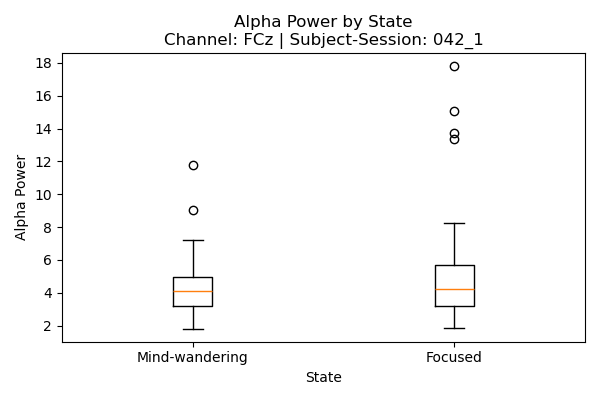 Alpha Power by State
Channel: FCz | Subject-Session: 042_1
18
16
14
12
10
8
6
4
2
Alpha Power
Mind-wandering
Focused
State